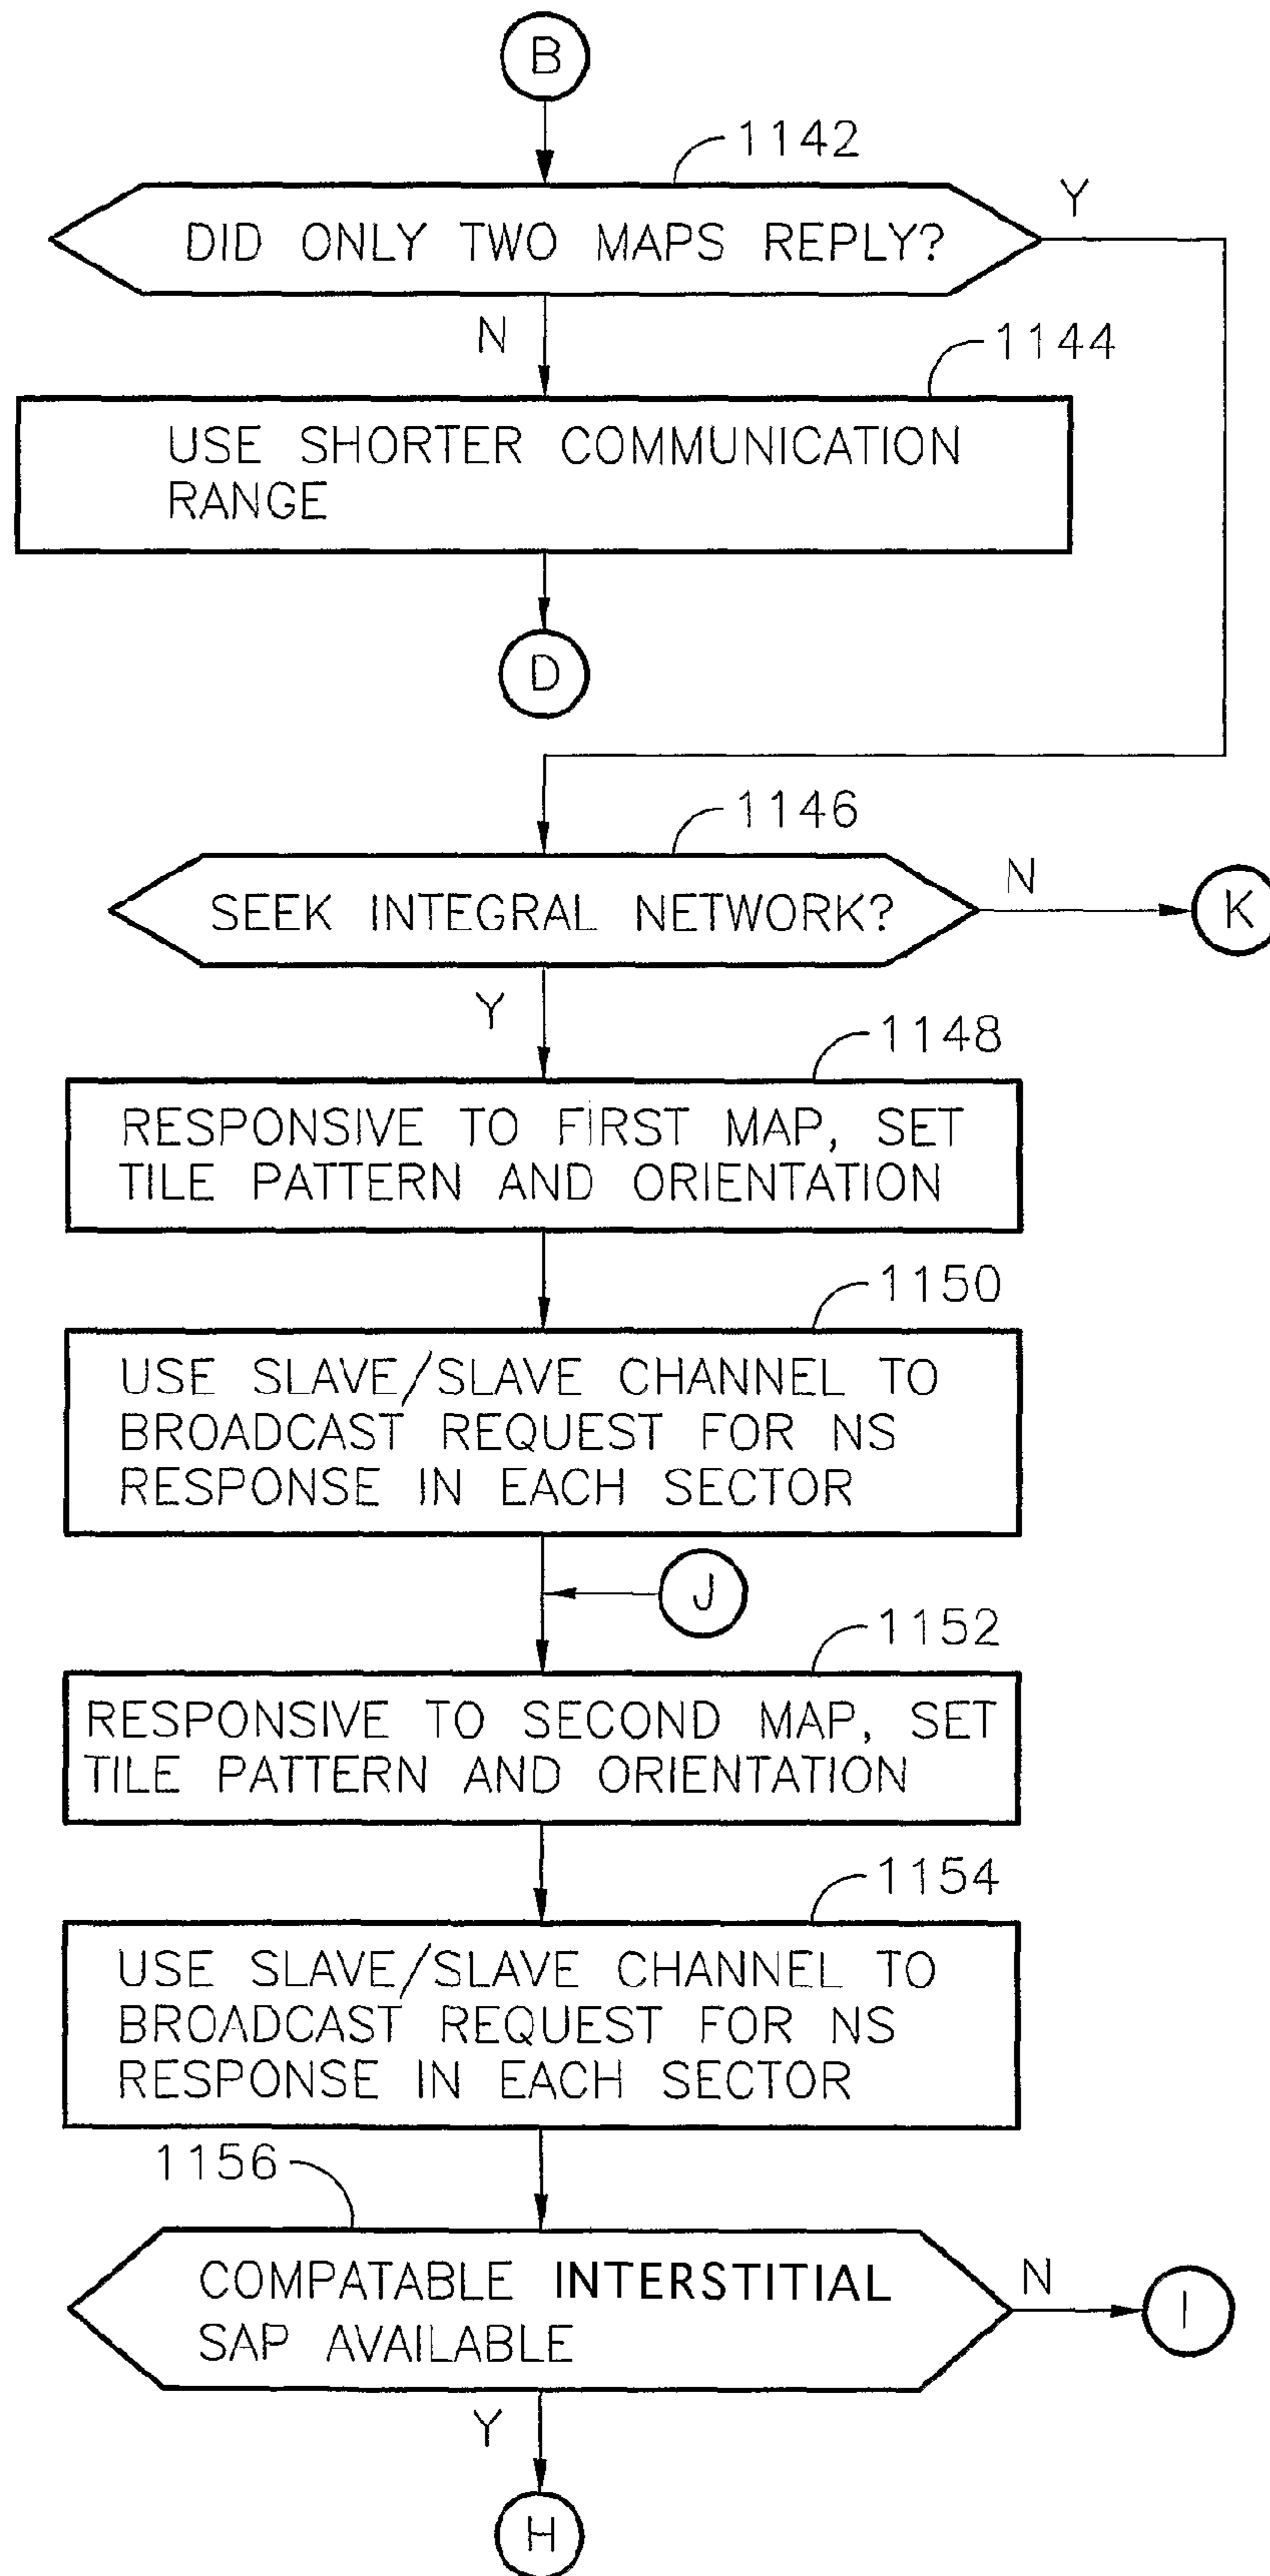 B
1142
DID ONLY TWO MAPS REPLY?
Y
N
1144
USE SHORTER COMMUNICATION
RANGE
D
1146
SEEK INTEGRAL NETWORK?
N
K
Y
1148
RESPONSIVE TO FIRST MAP, SET
TILE PATTERN AND ORIENTATION
1150
USE SLAVE/SLAVE CHANNEL TO
BROADCAST REQUEST FOR NS
RESPONSE IN EACH SECTOR
J
1152
RESPONSIVE TO SECOND MAP, SET
TILE PATTERN AND ORIENTATION
1154
USE SLAVE/SLAVE CHANNEL TO
BROADCAST REQUEST FOR NS
RESPONSE IN EACH SECTOR
1156
COMPATABLE INTERSTITIAL
SAP AVAILABLE
N
I
Y
H